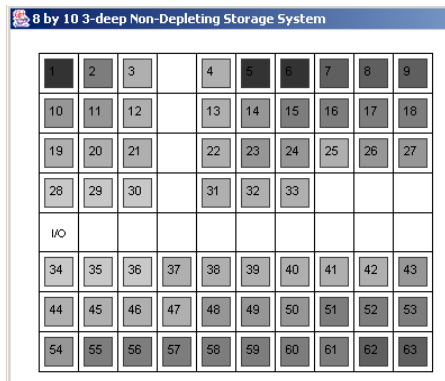 8 by 10 3-deep Non-Depleting Storage System
1 2 3 4 5 6 7 8 9
10 11 12 13 14 15 16 17 18
19 20 21 22 23 24 25 26 27
28 29 30 31 32 33
I/O
34 35 36 37 38 39 40 41 42 43
44 45 46 47 48 49 50 51 52 53
54 55 56 57 58 59 60 61 62 63